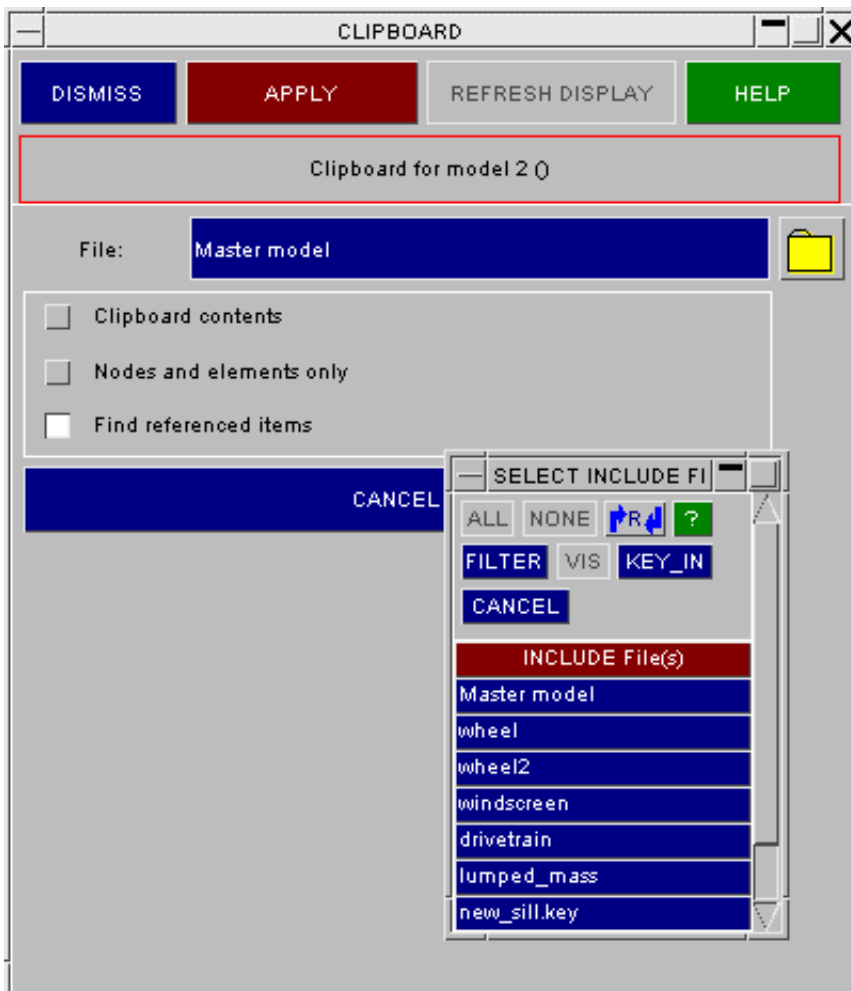 CLIPBOARD
DISMISS APPLY REFRESH DISPLAY HELP
Clipboard for model 2 ()
File: Master model
Clipboard contents
Nodes and elements only
Find referenced items
CANCEL
SELECT INCLUDE FI
ALL NONE R ?
FILTER VIS KEY_IN
CANCEL
INCLUDE File(s)
Master model
wheel
wheel2
windscreen
drivetrain
lumped_mass
new_sill.key